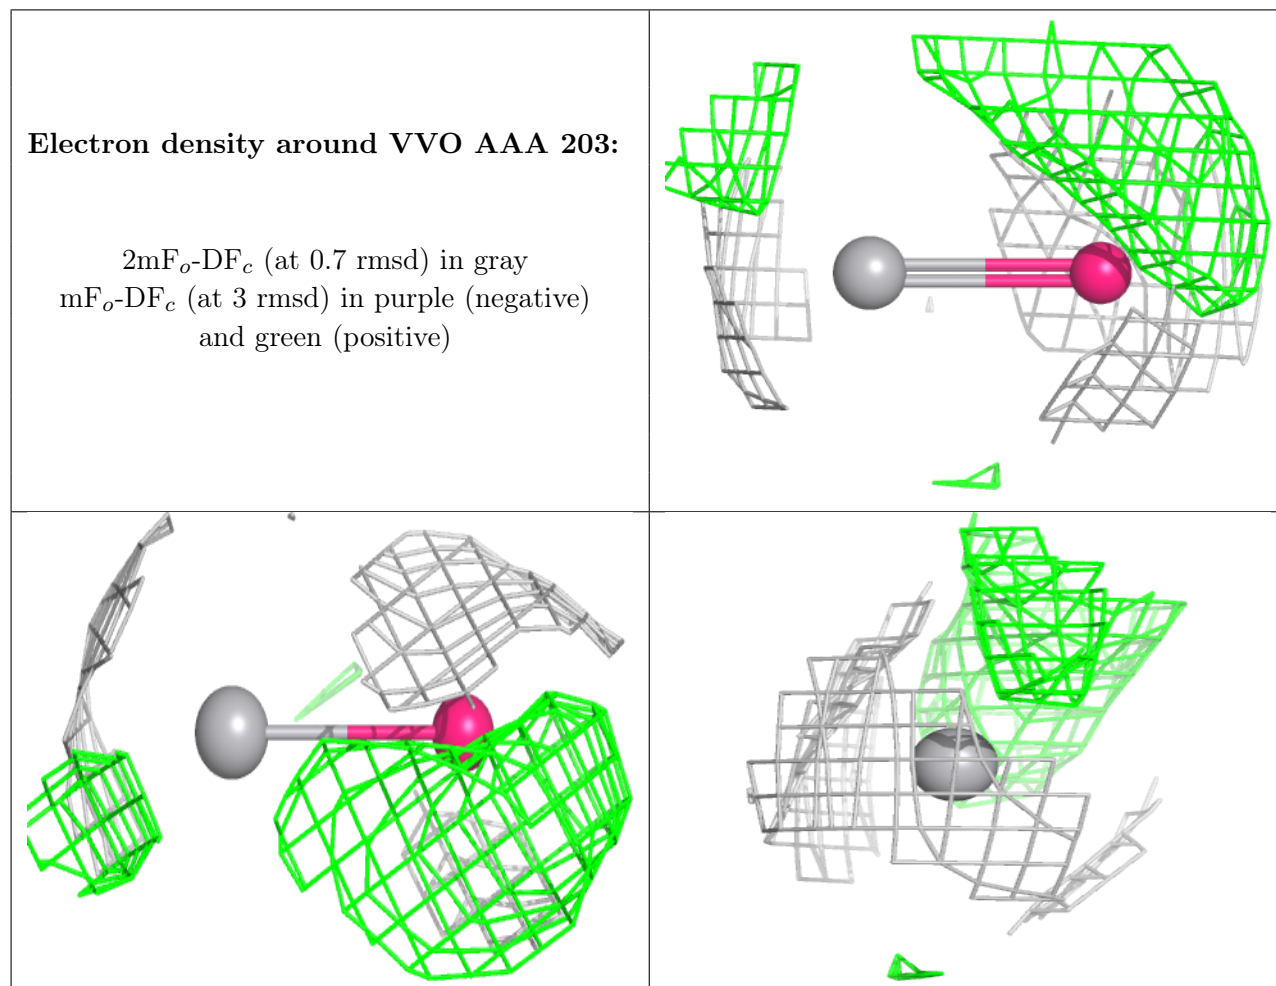 Electron density around VVO AAA 203:
2mFo-DFc (at 0.7 rmsd) in gray
mFo-DFc (at 3 rmsd) in purple (negative)
and green (positive)